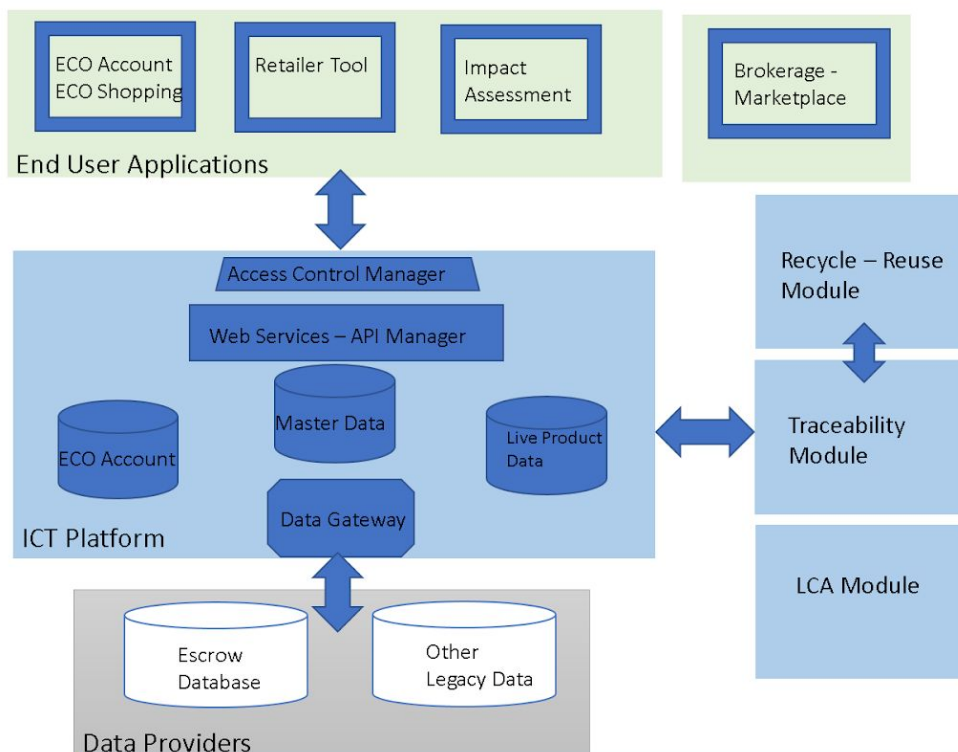 ECO Account
ECO Shopping
Retailer Tool
Impact
Assessment
Brokerage -
Marketplace
End User Applications
Access Control Manager
Web Services – API Manager
Master Data
ECO Account
Live Product
Data
Data Gateway
ICT Platform
Recycle – Reuse
Module
Traceability
Module
LCA Module
Escrow
Database
Other
Legacy Data
Data Providers